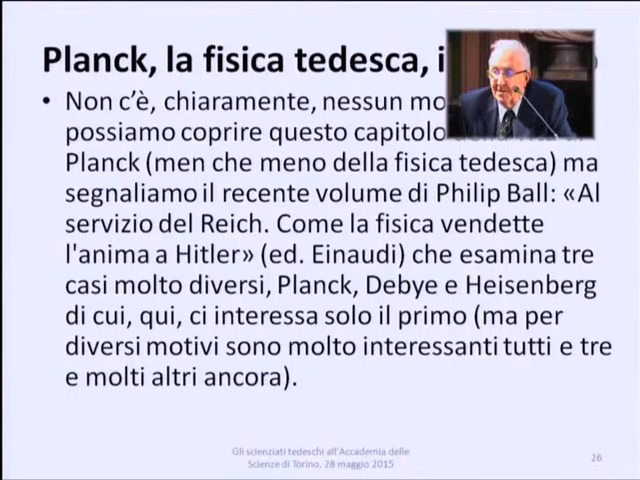 Planck, la fisica tedesca,
• Non c'è, chiaramente, nessun
possiamo coprire questo capitolo
Planck (men che meno della fisica tedesca) ma
segnaliamo il recente volume di Philip Ball: «Al
servizio del Reich. Come la fisica vendette
l'anima a Hitler» (ed. Einaudi) che esamina tre
casi molto diversi, Planck, Debye e Heisenberg
di cui, qui, ci interessa solo il primo (ma per
diversi motivi sono molto interessanti tutti e tre
e molti altri ancora).
Gli scienziati tedeschi all'Accademia delle
Scienze di Torino, 28 maggio 2015
26